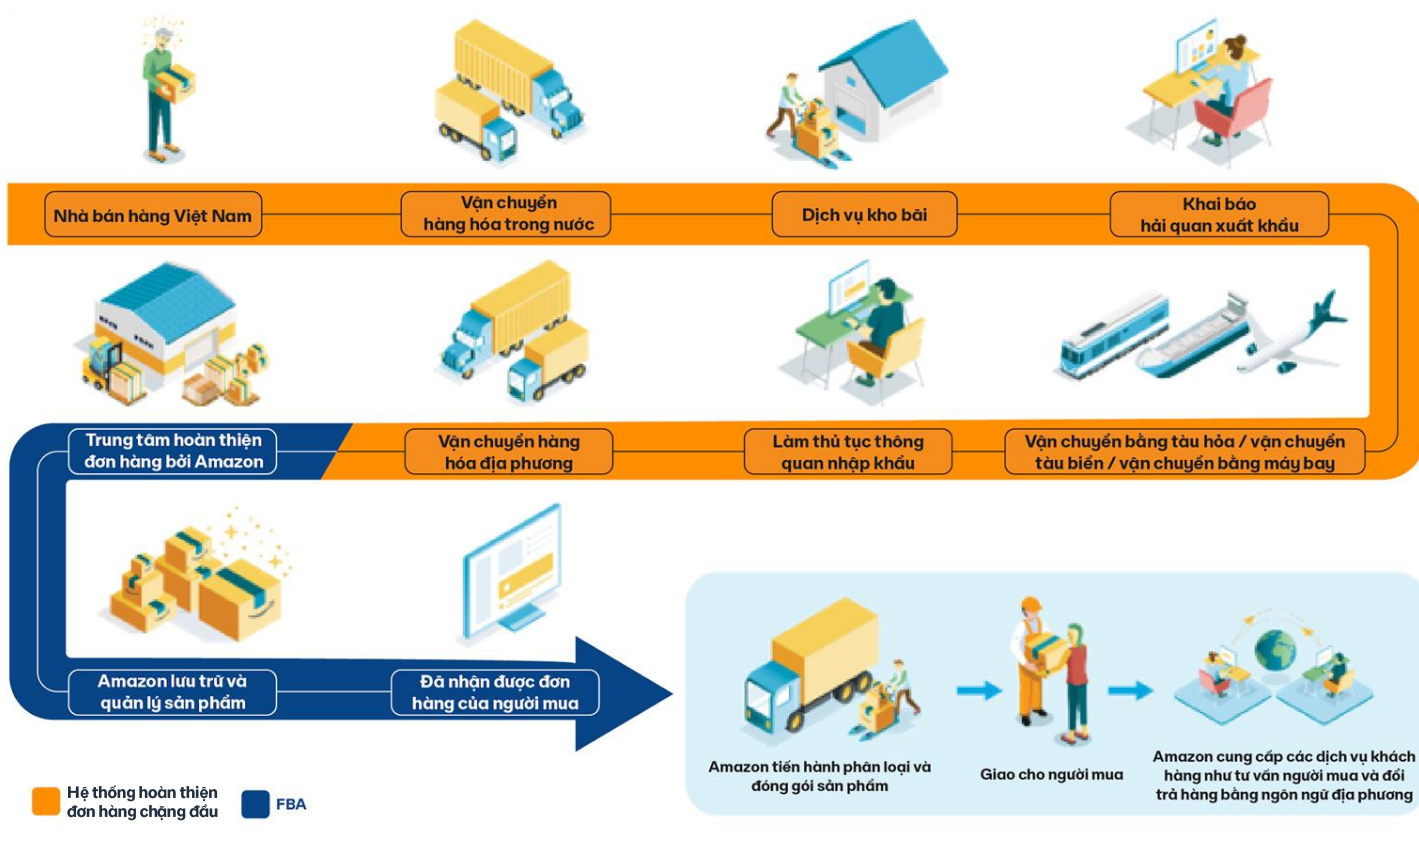 Nhà bán hàng Việt Nam
Vận chuyển
hàng hóa trong nước
Dịch vụ kho bãi
Khai báo
hải quan xuất khẩu
Trung tâm hoàn thiện
đơn hàng bởi Amazon
Vận chuyển hàng
hóa địa phương
Làm thủ tục thông
quan nhập khẩu
Vận chuyển bằng tàu hỏa / vận chuyển
tàu biển / vận chuyển bằng máy bay
Amazon lưu trữ và
quản lý sản phẩm
Đã nhận được đơn
hàng của người mua
Amazon tiến hành phân loại và
đóng gói sản phẩm
Giao cho người mua
Amazon cung cấp các dịch vụ khách
hàng như tư vấn người mua và đổi
trả hàng bằng ngôn ngữ địa phương
Hệ thống hoàn thiện
đơn hàng chặng đầu
FBA